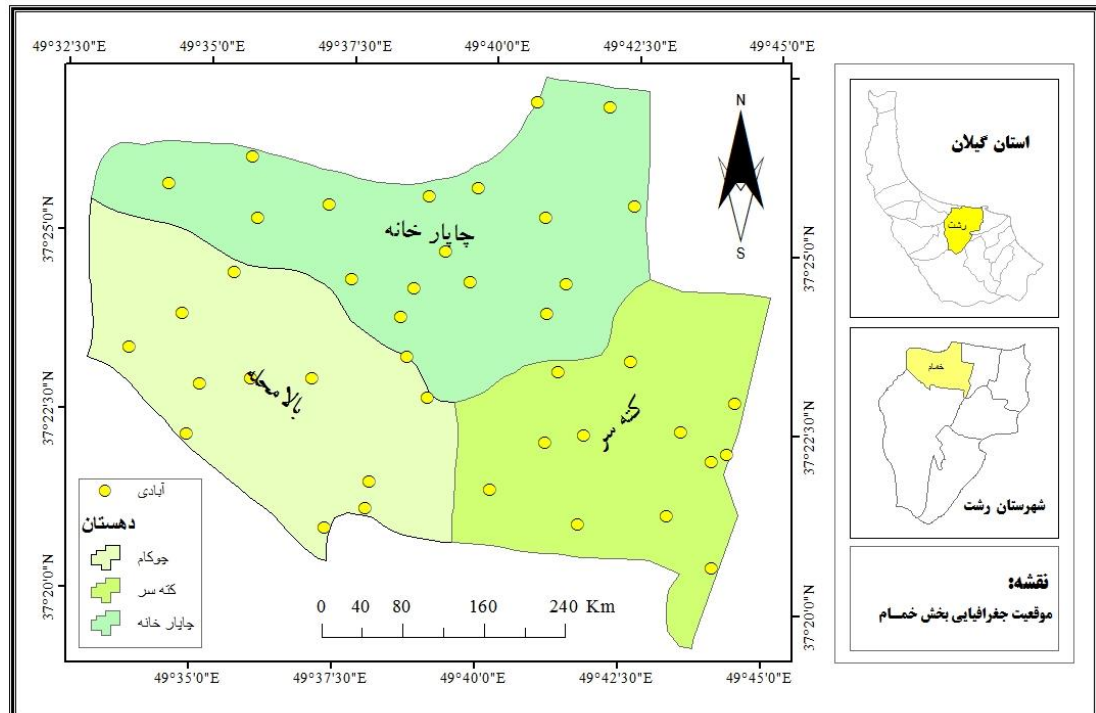 49°32'30"E 49°35'0"E 49°37'30"E 49°40'0"E 49°42'30"E 49°45'0"E
37°25'0"N
37°22'30"N
37°20'0"N
37°25'0"N
37°22'30"N
37°20'0"N
49°35'0"E 49°37'30"E 49°40'0"E 49°42'30"E 49°45'0"E
N
S
چاپار خانه
بالا محله
کته سر
آبادی
دهستان
چوکام
کته سر
چاپار خانه
0 40 80 160 240 Km
استان گیلان
رشت
خمام
شهرستان رشت
نقشه:
موقعیت جغرافیایی بخش خمـام